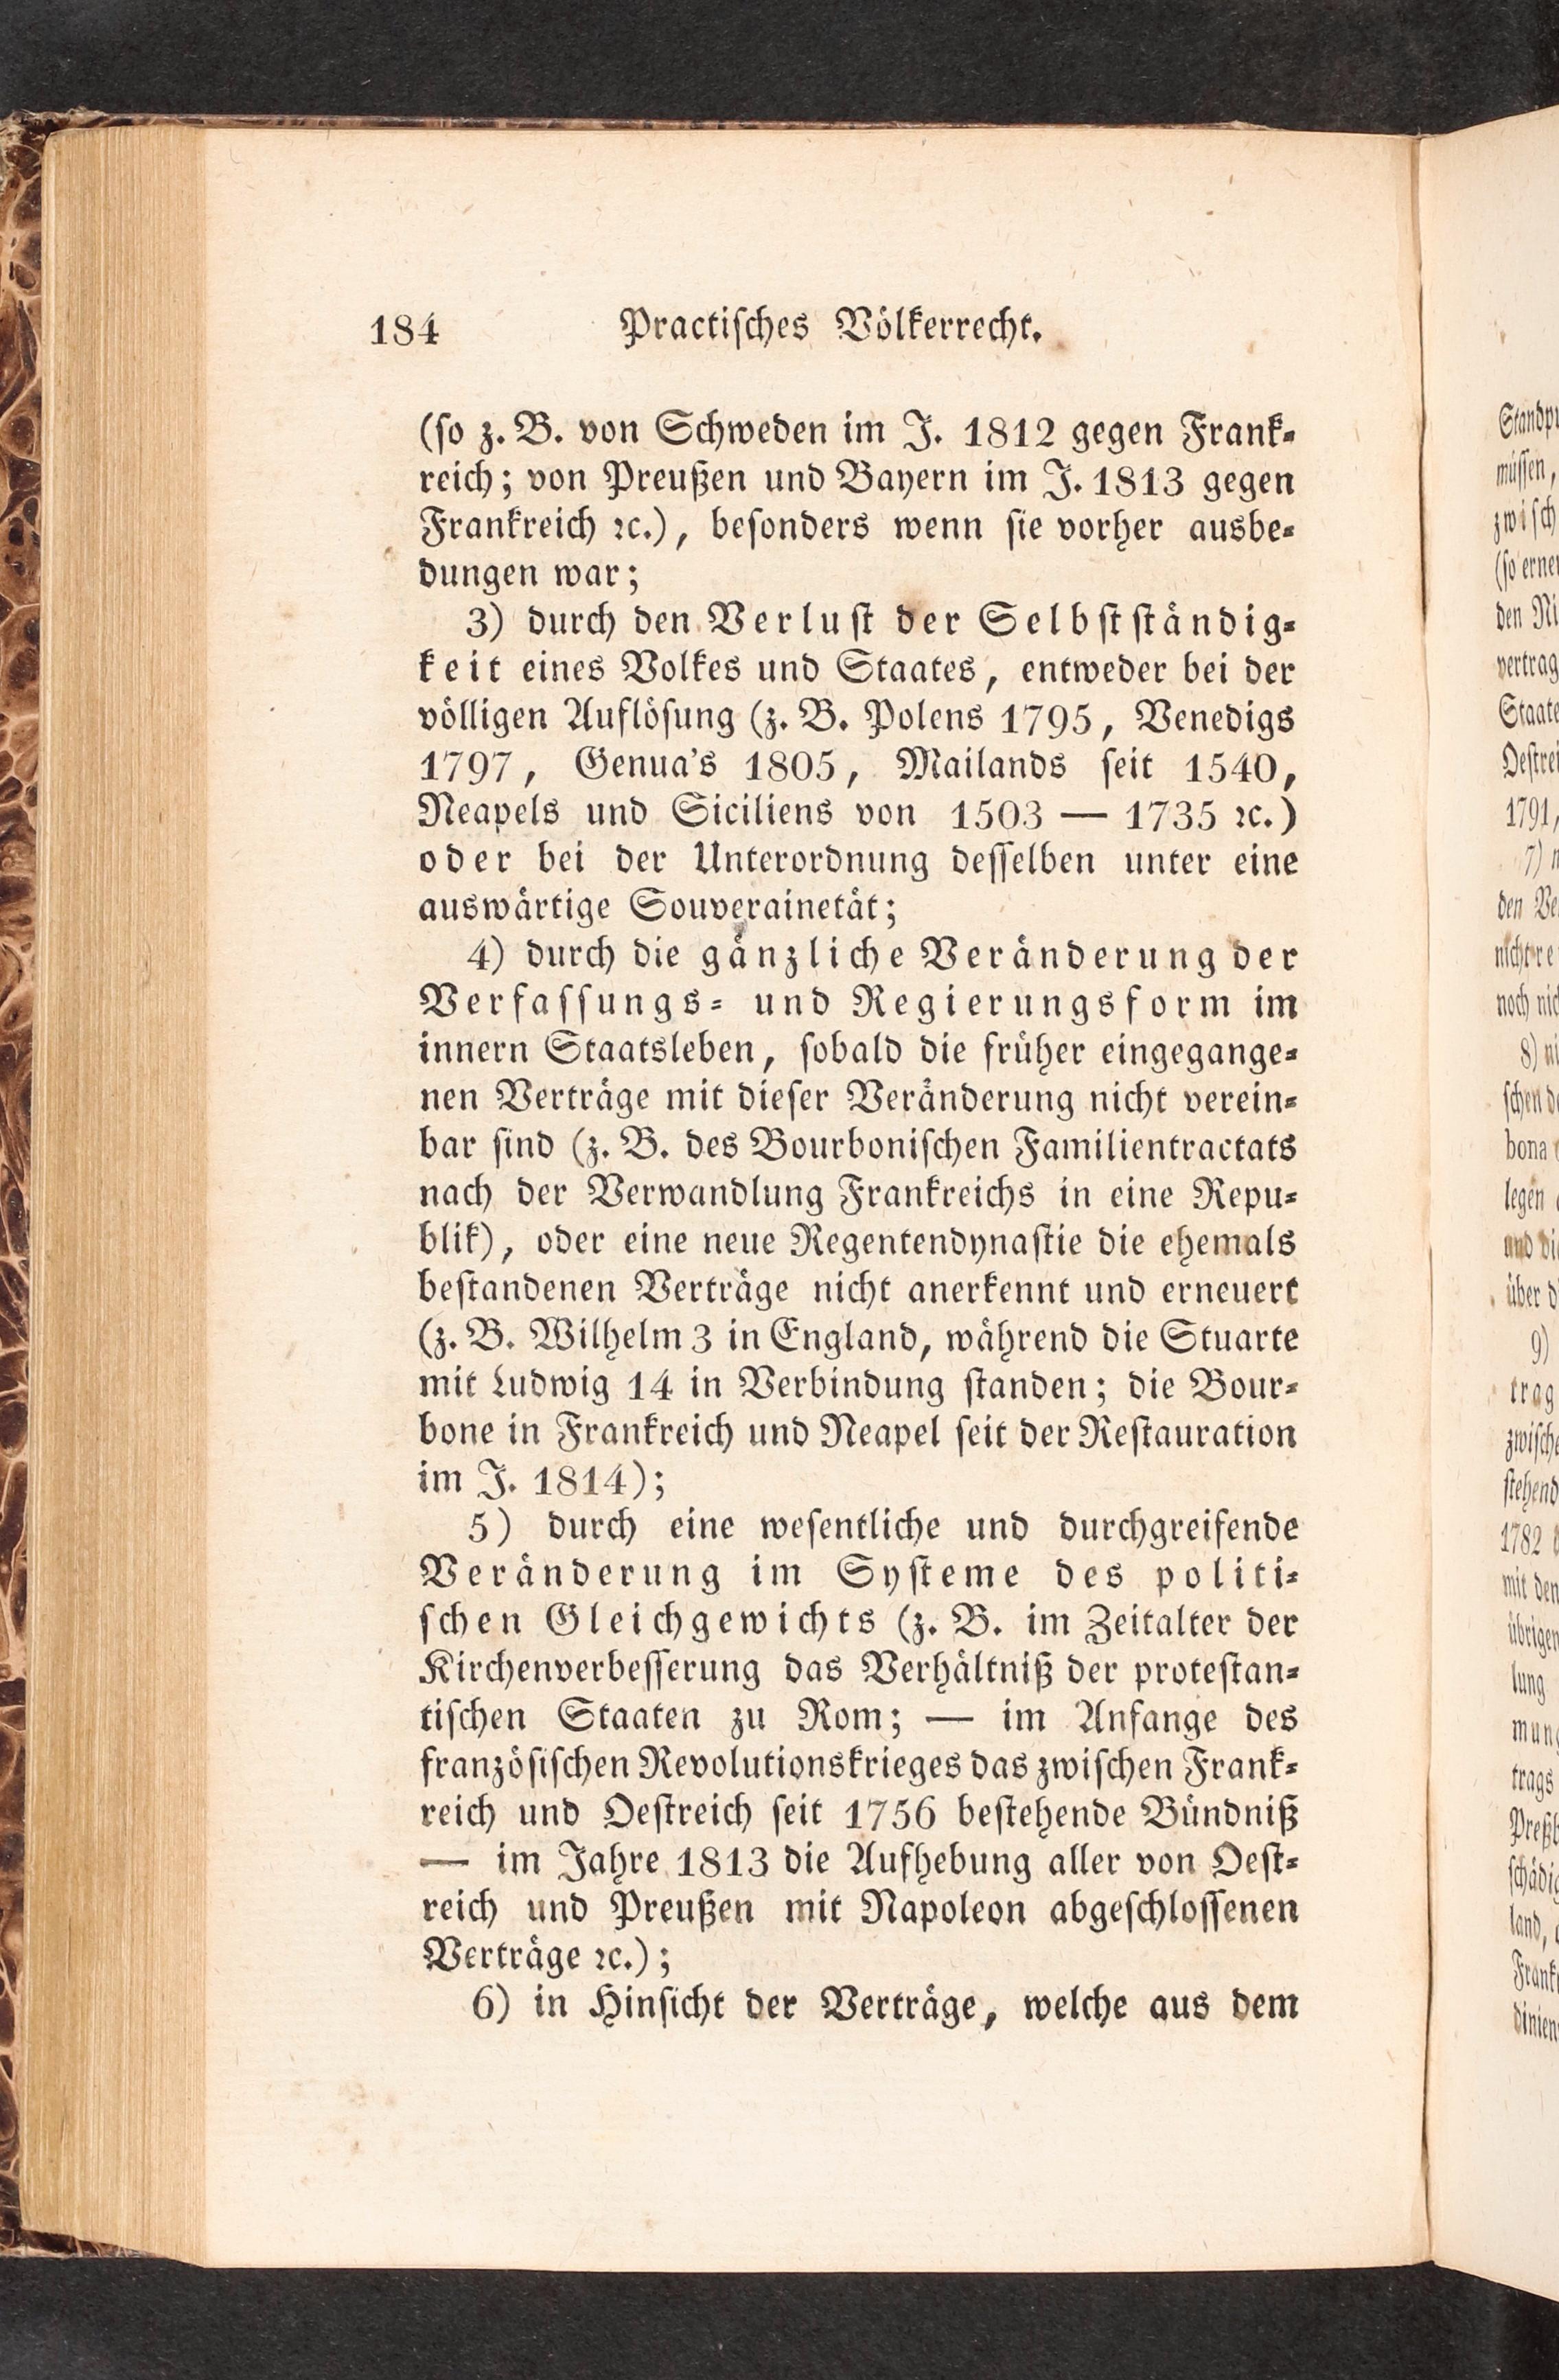 184 Practisches Völkerrecht.
(so z. B. von Schweden im J. 1812 gegen Frank-
reich; von Preußen und Bayern im J. 1813 gegen
Frankreich ꝛc.), besonders wenn sie vorher ausbe-
dungen war;
3) durch den Verlust der Selbstständig-
keit eines Volkes und Staates, entweder bei der
völligen Auflösung (z. B. Polens 1795, Venedigs
1797, Genua's 1805, Mailands seit 1540,
Neapels und Siciliens von 1503 — 1735 ꝛc.)
oder bei der Unterordnung desselben unter eine
auswärtige Souverainetät;
4) durch die gänzliche Veränderung der
Verfassungs- und Regierungsform im
innern Staatsleben, sobald die früher eingegange-
nen Verträge mit dieser Veränderung nicht verein-
bar sind (z. B. des Bourbonischen Familientractats
nach der Verwandlung Frankreichs in eine Repu-
blik), oder eine neue Regentendynastie die ehemals
bestandenen Verträge nicht anerkennt und erneuert
(z. B. Wilhelm 3 in England, während die Stuarte
mit Ludwig 14 in Verbindung standen; die Bour-
bone in Frankreich und Neapel seit der Restauration
im J. 1814);
5) durch eine wesentliche und durchgreifende
Veränderung im Systeme des politi-
schen Gleichgewichts (z. B. im Zeitalter der
Kirchenverbesserung das Verhältniß der protestan-
tischen Staaten zu Rom; — im Anfange des
französischen Revolutionskrieges das zwischen Frank-
reich und Oestreich seit 1756 bestehende Bündniß
— im Jahre 1813 die Aufhebung aller von Oest-
reich und Preußen mit Napoleon abgeschlossenen
Verträge ꝛc.);
6) in Hinsicht der Verträge, welche aus dem